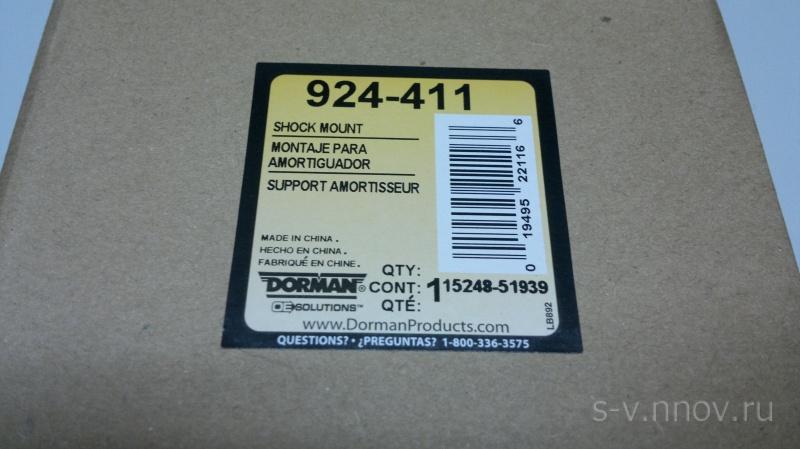 924-411
SHOCK MOUNT
MONTAJE PARA
AMORTIGUADOR
SUPPORT AMORTISSEUR
0 19495 22116 6
MADE IN CHINA.
HECHO EN CHINA.
FABRIQUÉ EN CHINE.
DORMAN®
OE SOLUTIONS™
QTY:
CONT:
QTÉ:
1
15248-51939
LB892
www.DormanProducts.com
QUESTIONS? • ¿PREGUNTAS? 1-800-336-3575
s-v.nnov.ru